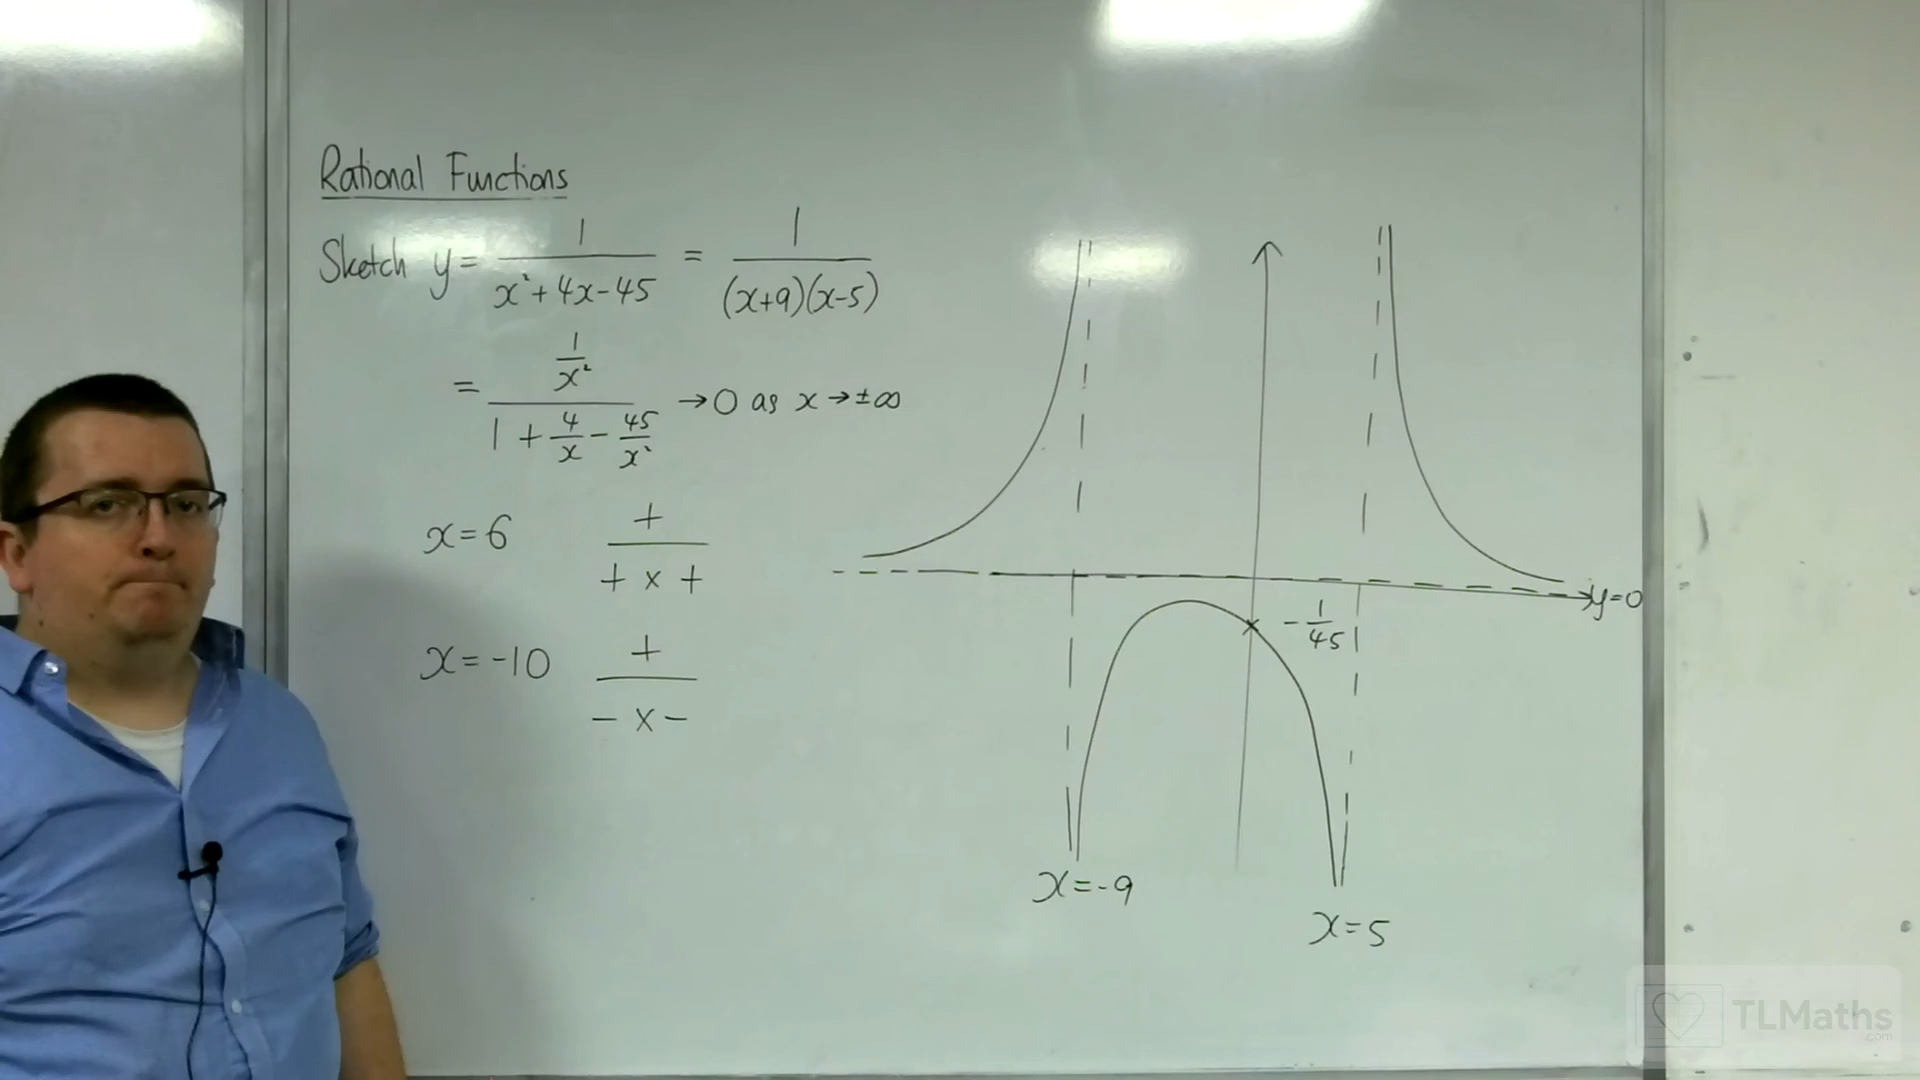 Rational Functions
Sketch y = 1/(x² + 4x - 45) = 1/((x+9)(x-5))
= (1/x²)/(1 + 4/x - 45/x²) → 0 as x → ±∞
x = 6   +/(+ × +)
x = -10   +/(- × -)
y=0
-1/45
x=-9
x=5
TLMaths
.com